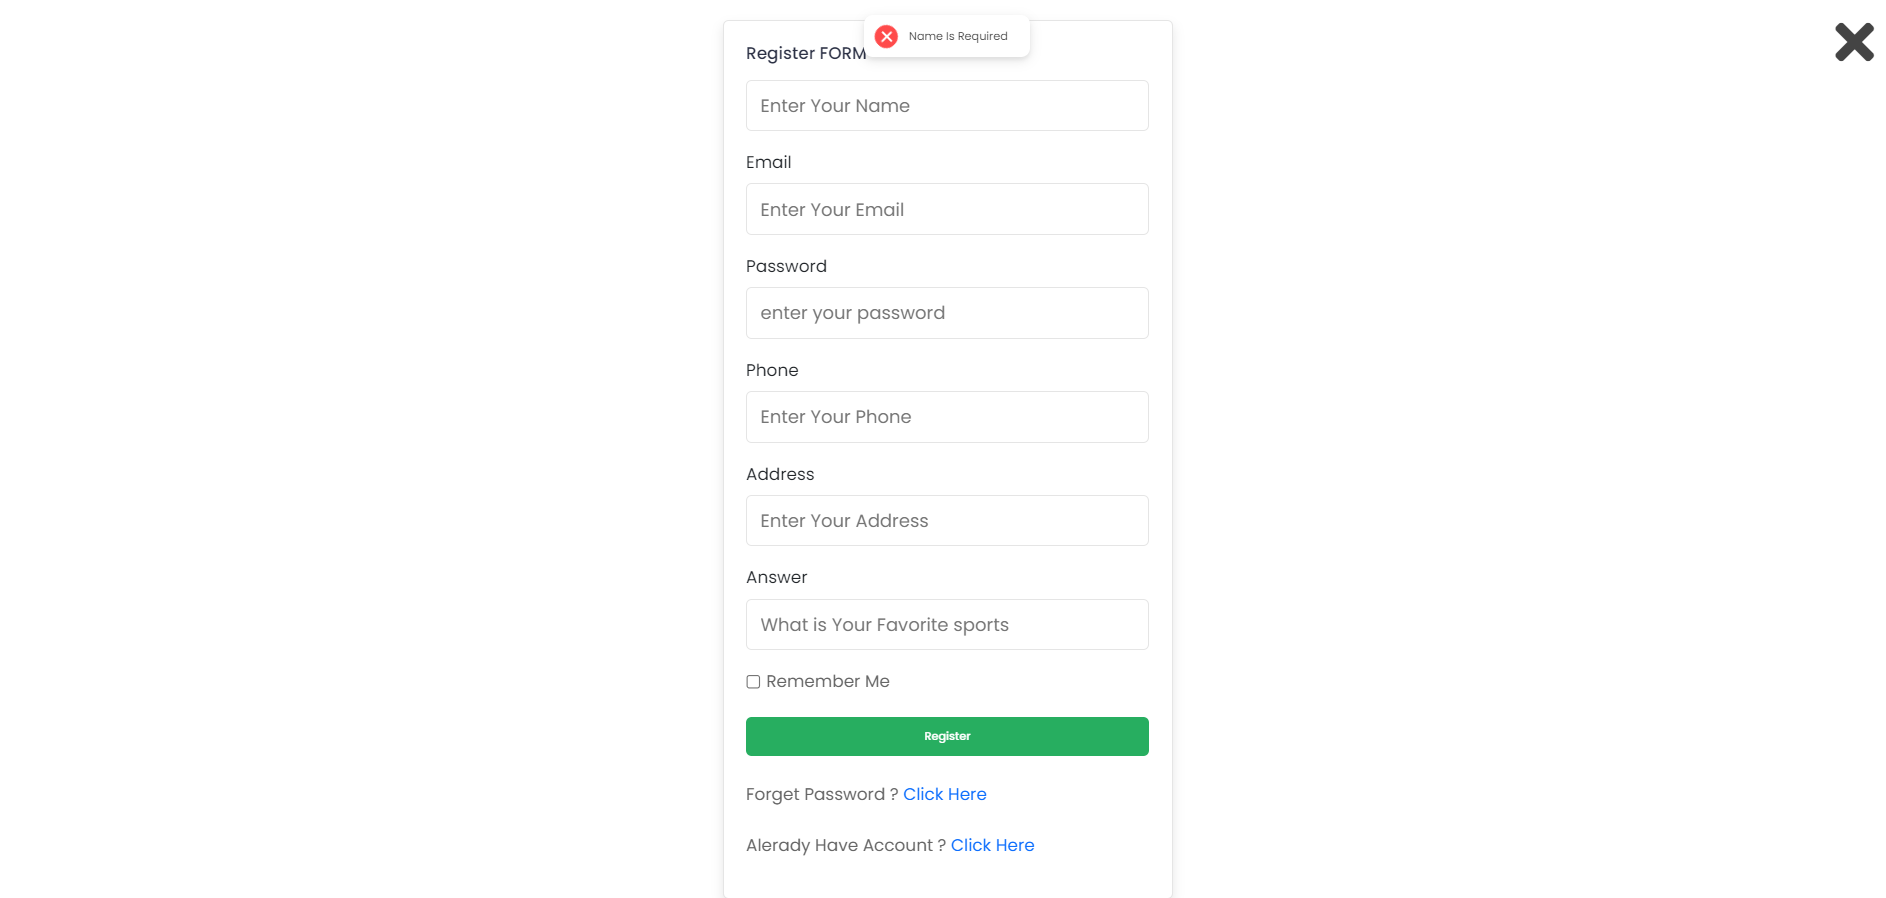 Name Is Required
Register FORM
Enter Your Name
Email
Enter Your Email
Password
enter your password
Phone
Enter Your Phone
Address
Enter Your Address
Answer
What is Your Favorite sports
Remember Me
Register
Forget Password ? Click Here
Alerady Have Account ? Click Here